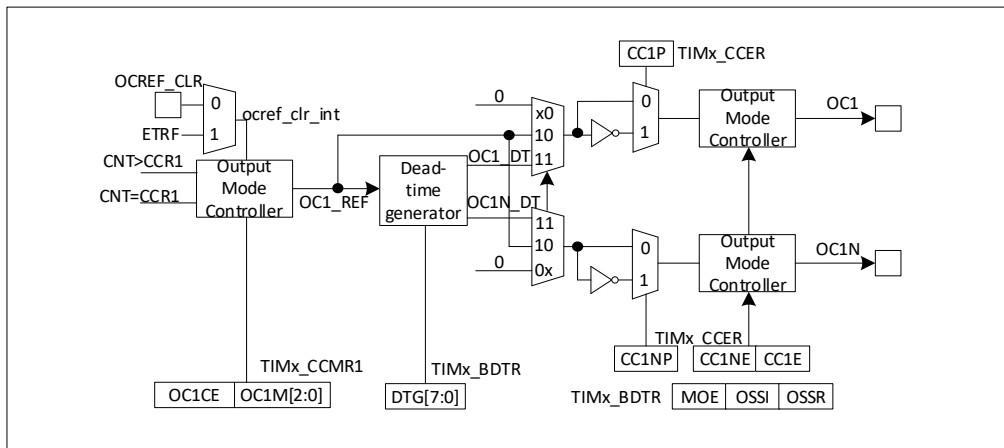 CC1P TIMx_CCER
OCREF_CLR
0
1
ocref_clr_int
ETRF
CNT>CCR1
CNT=CCR1
Output
Mode
Controller
OC1_REF
Dead-
time
generator
OC1_DT
OC1N_DT
0
x0
10
11
11
10
0x
0
0
1
Output
Mode
Controller
OC1
0
1
Output
Mode
Controller
OC1N
TIMx_CCER
CC1NP
CC1NE CC1E
TIMx_CCMR1
OC1CE OC1M[2:0]
TIMx_BDTR
DTG[7:0]
TIMx_BDTR MOE OSSI OSSR